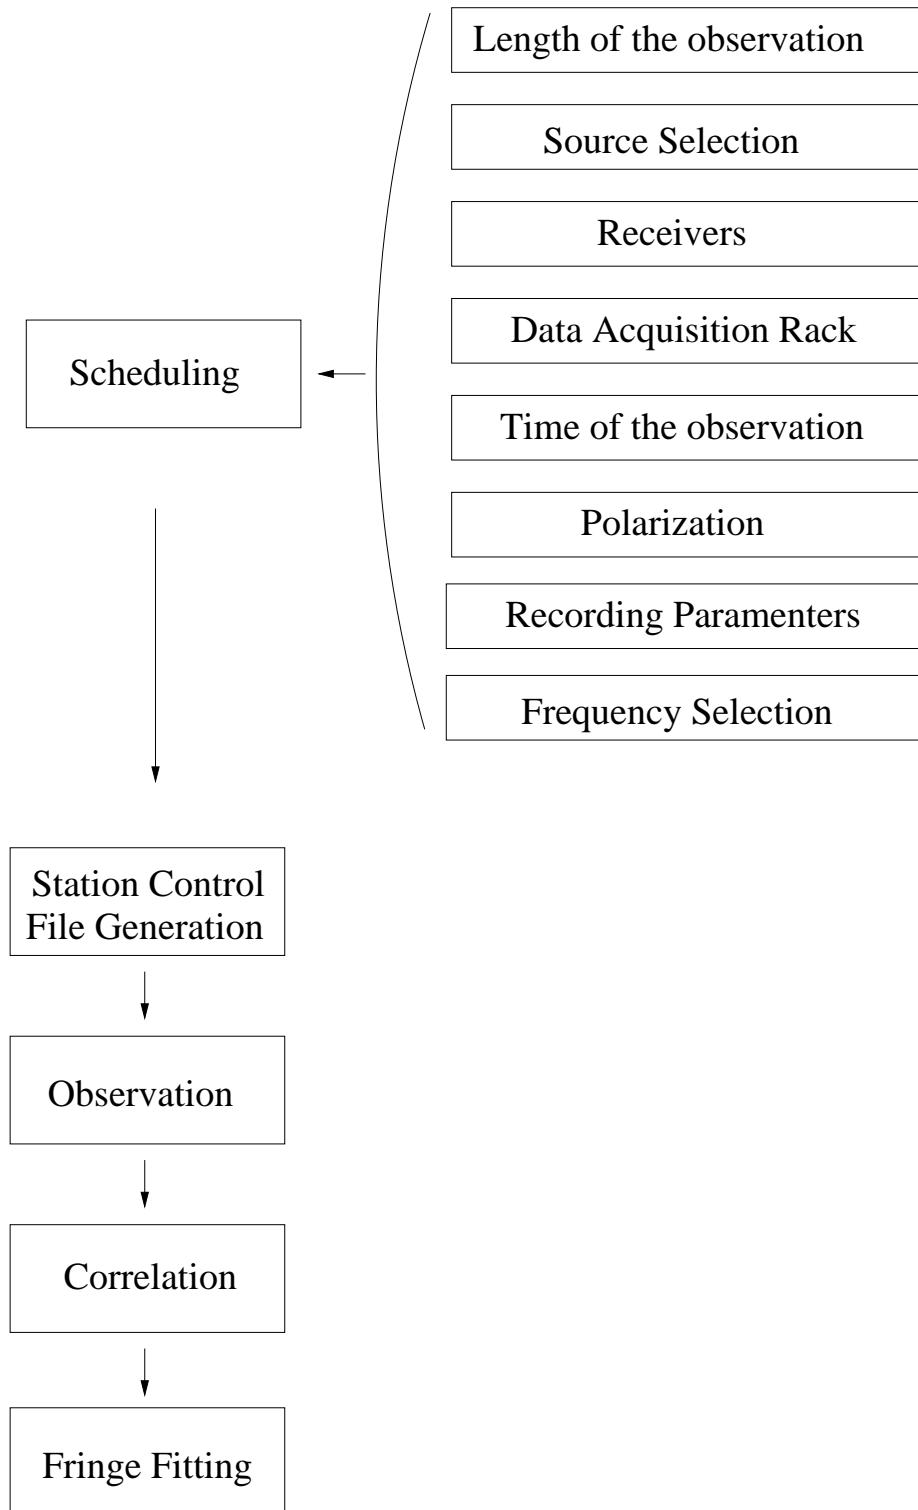 Length of the observation
Source Selection
Receivers
Data Acquisition Rack
Scheduling
Time of the observation
Polarization
Recording Paramenters
Frequency Selection
Station Control
File Generation
Observation
Correlation
Fringe Fitting